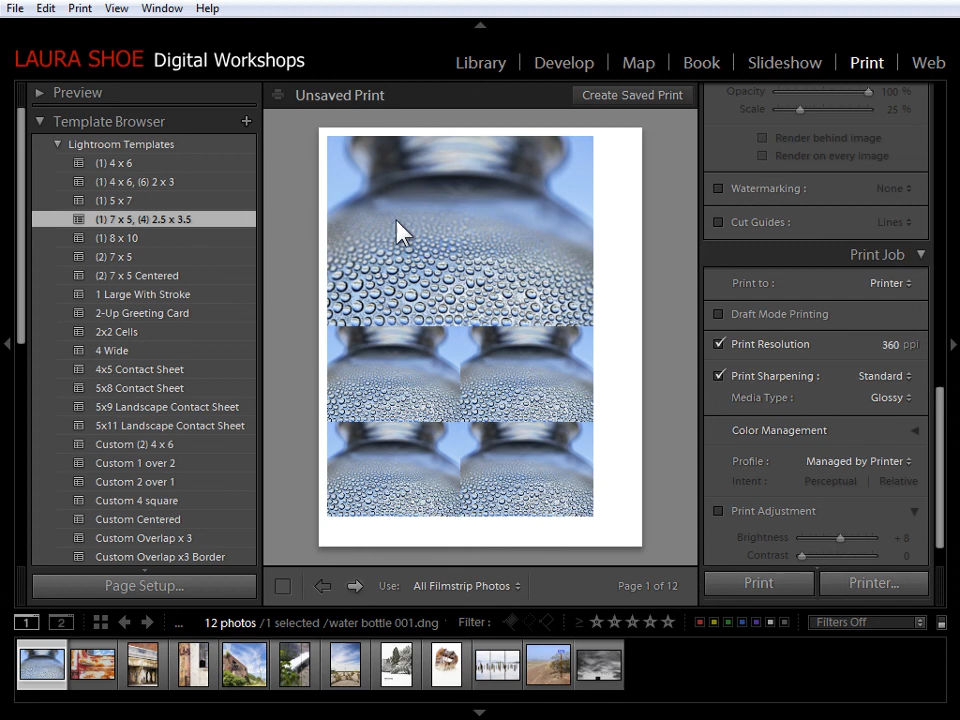 File Edit Print View Window Help
LAURA SHOE Digital Workshops
Library | Develop | Map | Book | Slideshow | Print | Web
Preview
Template Browser +
Lightroom Templates
(1) 4 x 6
(1) 4 x 6, (6) 2 x 3
(1) 5 x 7
(1) 7 x 5, (4) 2.5 x 3.5
(1) 8 x 10
(2) 7 x 5
(2) 7 x 5 Centered
1 Large With Stroke
2-Up Greeting Card
2x2 Cells
4 Wide
4x5 Contact Sheet
5x8 Contact Sheet
5x9 Landscape Contact Sheet
5x11 Landscape Contact Sheet
Custom (2) 4 x 6
Custom 1 over 2
Custom 2 over 1
Custom 4 square
Custom Centered
Custom Overlap x 3
Custom Overlap x3 Border
Page Setup...
Unsaved Print
Create Saved Print
Use: All Filmstrip Photos
Page 1 of 12
Opacity 100 %
Scale 25 %
Render behind image
Render on every image
Watermarking : None
Cut Guides : Lines
Print Job
Print to : Printer
Draft Mode Printing
Print Resolution 360 ppi
Print Sharpening : Standard
Media Type : Glossy
Color Management
Profile : Managed by Printer
Intent : Perceptual | Relative
Print Adjustment
Brightness + 8
Contrast 0
Print
Printer...
1 2 ... 12 photos / 1 selected / water bottle 001.dng Filter : ≥ Filters Off